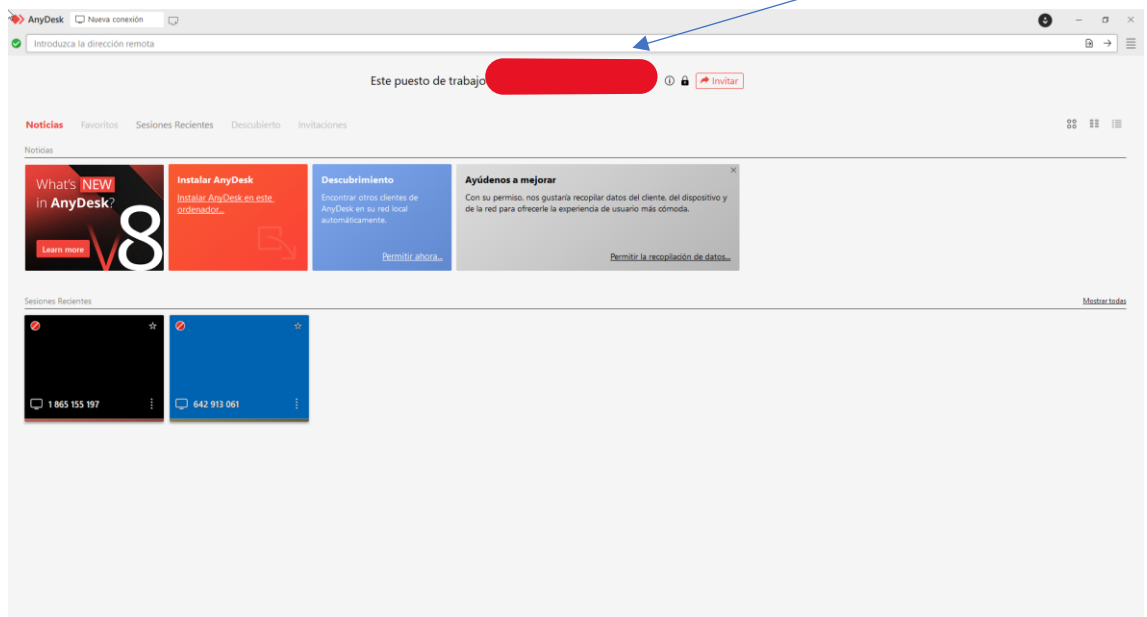 AnyDesk Nueva conexión
Introduzca la dirección remota
Este puesto de trabajo Invitar
Noticias Favoritos Sesiones Recientes Descubierto Invitaciones
Noticias
What's NEW
in AnyDesk?
V8
Learn more
Instalar AnyDesk
Instalar AnyDesk en este
ordenador...
Descubrimiento
Encontrar otros clientes de
AnyDesk en su red local
automáticamente.
Permitir ahora...
Ayúdenos a mejorar
Con su permiso, nos gustaría recopilar datos del cliente, del dispositivo y
de la red para ofrecerle la experiencia de usuario más cómoda.
Permitir la recopilación de datos...
Sesiones Recientes Mostrar todas
1 865 155 197
642 913 061